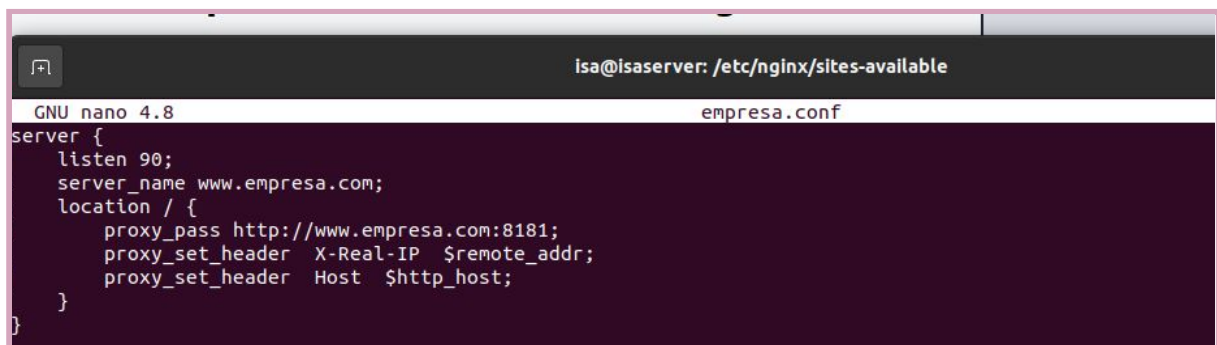 isa@isaserver: /etc/nginx/sites-available
GNU nano 4.8 empresa.conf
server {
    listen 90;
    server_name www.empresa.com;
    location / {
        proxy_pass http://www.empresa.com:8181;
        proxy_set_header  X-Real-IP  $remote_addr;
        proxy_set_header  Host  $http_host;
    }
}